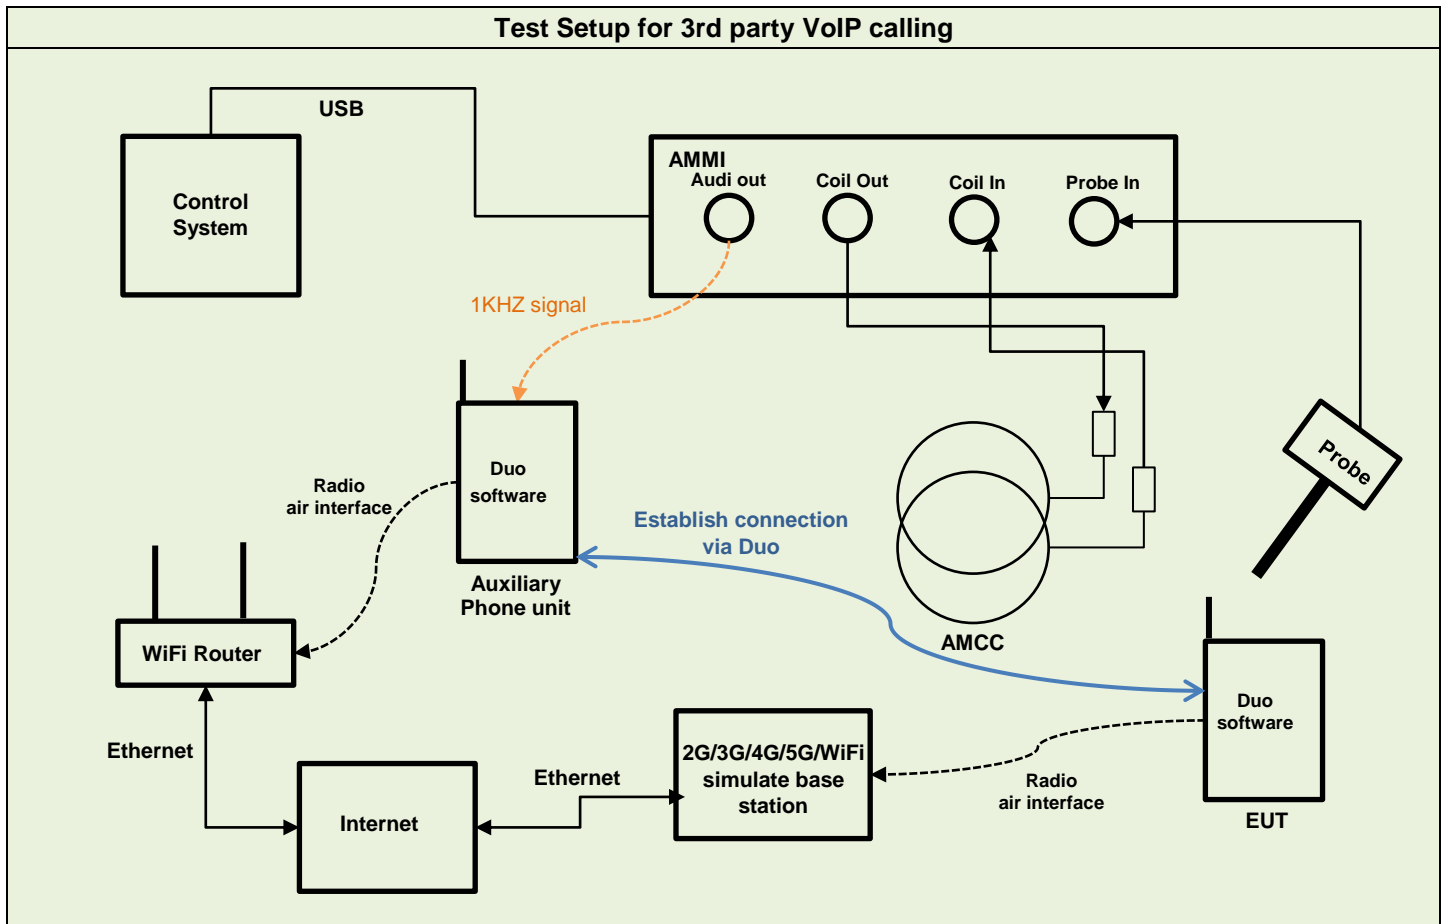 Test Setup for 3rd party VoIP calling
USB
Control
System
AMMI
Audi out
Coil Out
Coil In
Probe In
1KHZ signal
Duo
software
Radio
air interface
Probe
Establish connection
via Duo
Auxiliary
Phone unit
WiFi Router
AMCC
Duo
software
Ethernet
Ethernet
2G/3G/4G/5G/WiFi
simulate base
station
Radio
air interface
Internet
EUT